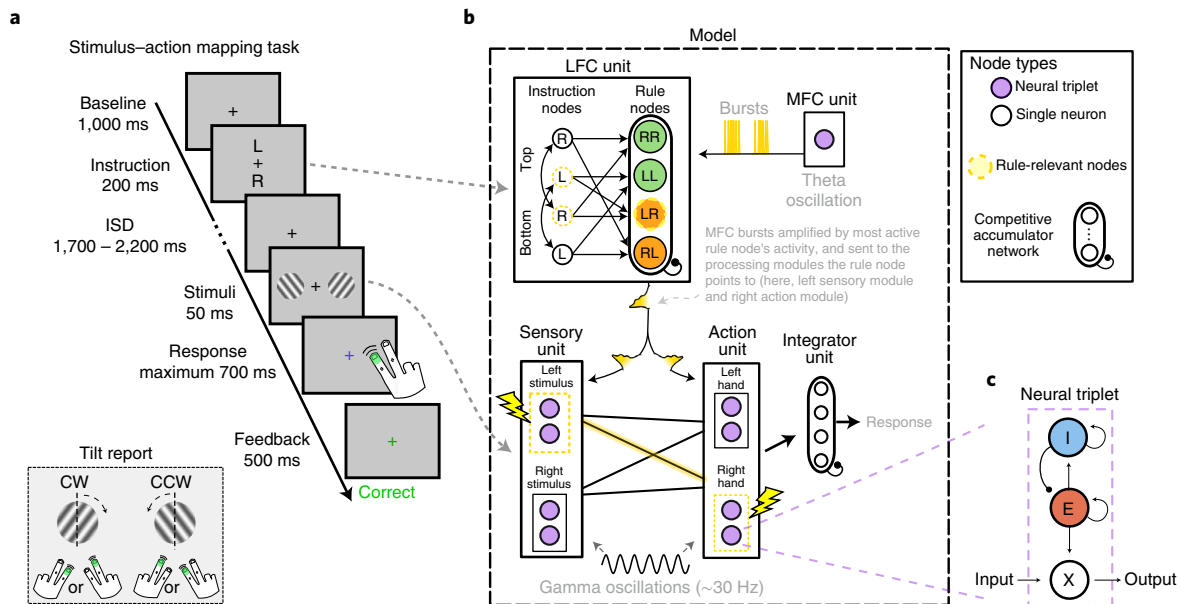 a
Stimulus–action mapping task
Baseline
1,000 ms
+
L
+
R
Instruction
200 ms
ISD
1,700 – 2,200 ms
+
Stimuli
50 ms
+
Response
maximum 700 ms
+
Feedback
500 ms
+
Correct
Tilt report
CW
CCW
or
or
b
Model
LFC unit
Instruction
nodes
Rule
nodes
Top
Bottom
R
L
R
L
RR
LL
LR
RL
Bursts
MFC unit
Theta
oscillation
MFC bursts amplified by most active
rule node's activity, and sent to the
processing modules the rule node
points to (here, left sensory module
and right action module)
Sensory
unit
Left
stimulus
Right
stimulus
Action
unit
Left
hand
Right
hand
Integrator
unit
Response
Gamma oscillations (~30 Hz)
Node types
Neural triplet
Single neuron
Rule-relevant nodes
Competitive
accumulator
network
c
Neural triplet
I
E
Input
X
Output